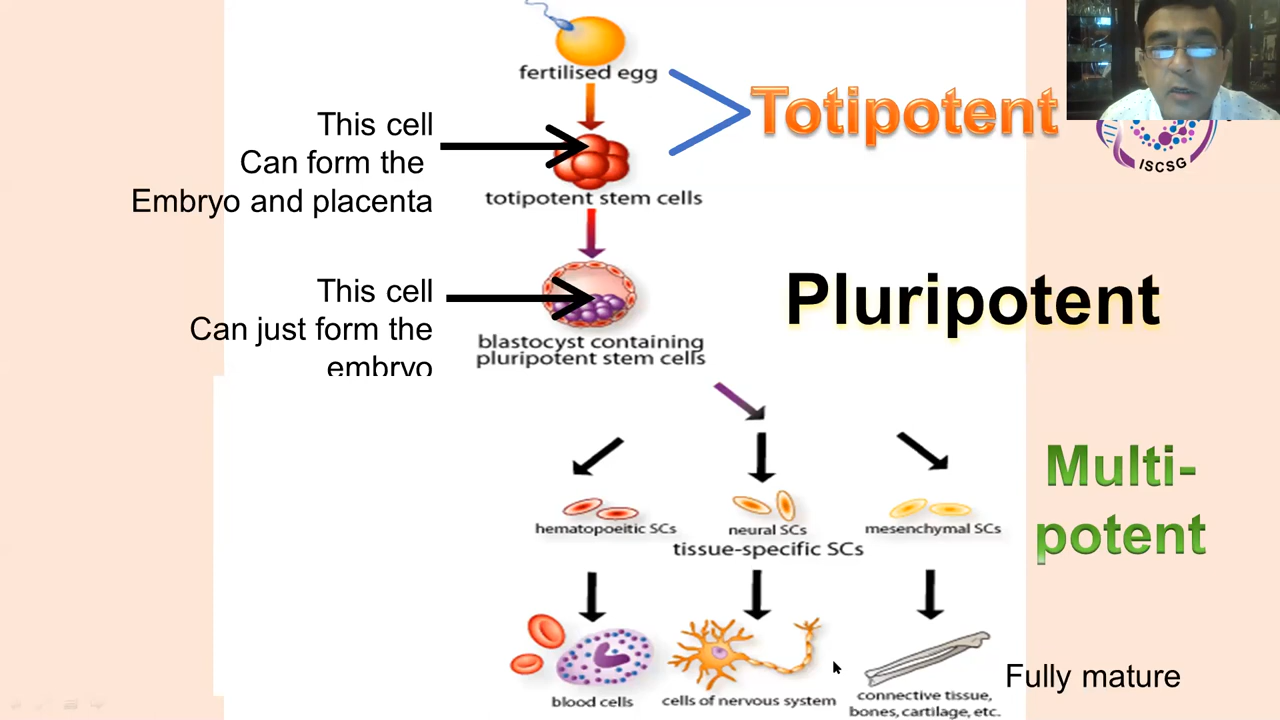 fertilised egg
Totipotent
This cell
Can form the
Embryo and placenta
ISCSG
totipotent stem cells
This cell
Can just form the
embryo
Pluripotent
blastocyst containing
pluripotent stem cells
Multi-
potent
hematopoeitic SCs
neural SCs
mesenchymal SCs
tissue-specific SCs
blood cells
cells of nervous system
connective tissue,
bones, cartilage, etc.
Fully mature